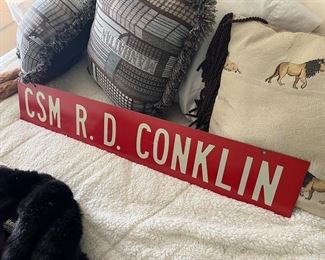 CSM R. D. CONKLIN